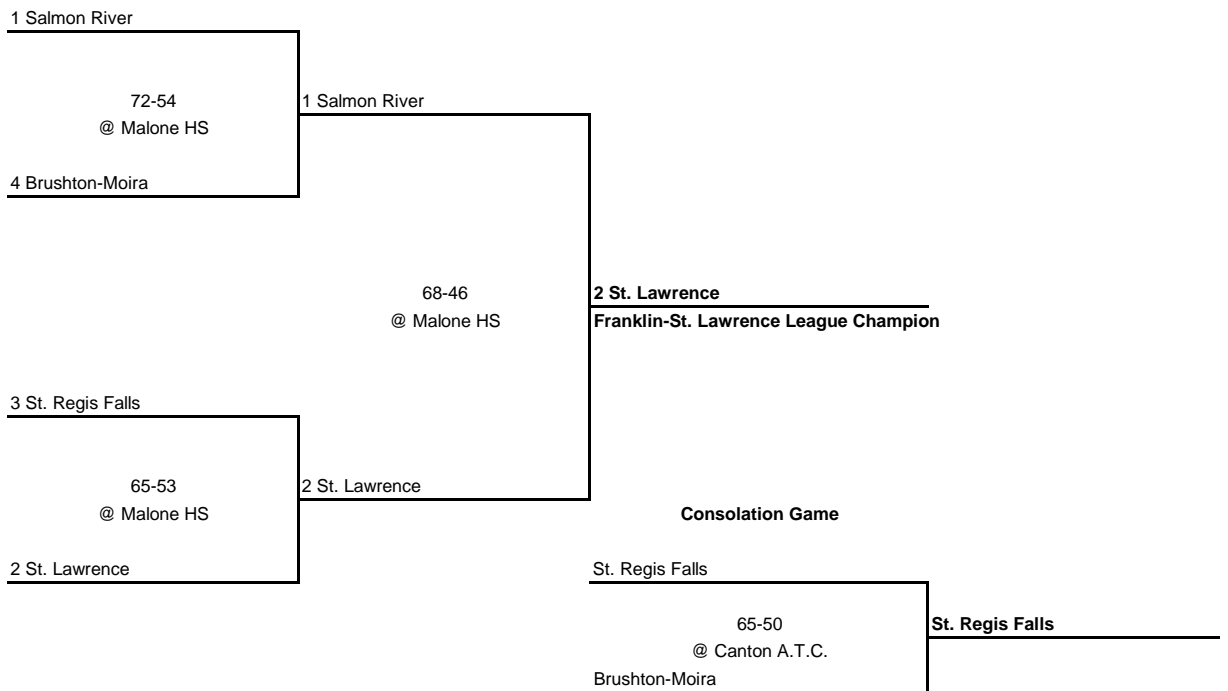 1 Salmon River
72-54
@ Malone HS
1 Salmon River
4 Brushton-Moira
68-46
@ Malone HS
2 St. Lawrence
Franklin-St. Lawrence League Champion
3 St. Regis Falls
65-53
@ Malone HS
2 St. Lawrence
2 St. Lawrence
Consolation Game
St. Regis Falls
65-50
@ Canton A.T.C.
St. Regis Falls
Brushton-Moira